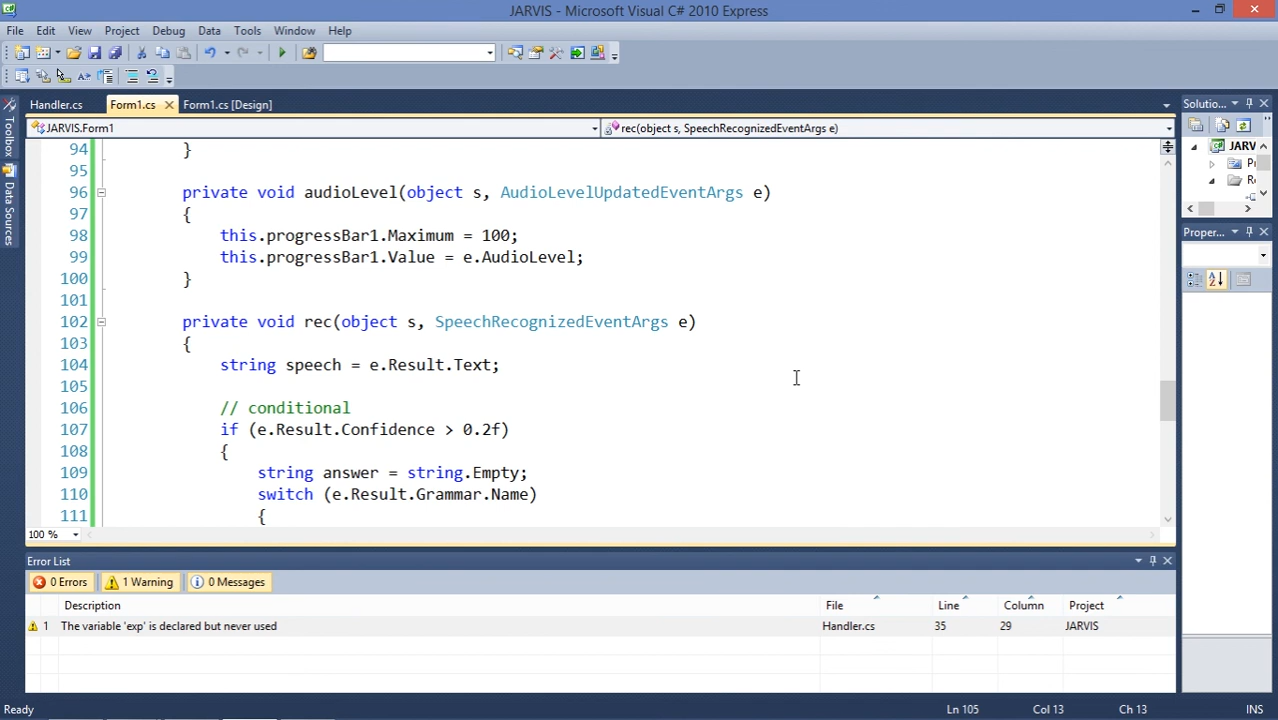 JARVIS - Microsoft Visual C# 2010 Express
File Edit View Project Debug Data Tools Window Help
Handler.cs Form1.cs Form1.cs [Design]
JARVIS.Form1 rec(object s, SpeechRecognizedEventArgs e)
Toolbox
Data Sources
94 }
95
96 private void audioLevel(object s, AudioLevelUpdatedEventArgs e)
97 {
98 this.progressBar1.Maximum = 100;
99 this.progressBar1.Value = e.AudioLevel;
100 }
101
102 private void rec(object s, SpeechRecognizedEventArgs e)
103 {
104 string speech = e.Result.Text;
105
106 // conditional
107 if (e.Result.Confidence > 0.2f)
108 {
109 string answer = string.Empty;
110 switch (e.Result.Grammar.Name)
111 {
100 %
Solutio...
JARV
Proper...
Error List
0 Errors 1 Warning 0 Messages
Description File Line Column Project
1 The variable 'exp' is declared but never used Handler.cs 35 29 JARVIS
Ready Ln 105 Col 13 Ch 13 INS